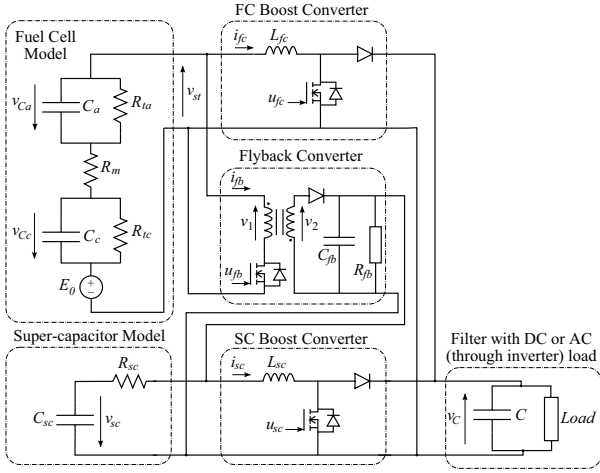 FC Boost Converter
Fuel Cell
Model
i_fc
L_fc
v_Ca
C_a
R_ta
v_st
u_fc
R_m
Flyback Converter
i_fb
v_Cc
C_c
R_tc
v_1
v_2
C_fb
R_fb
E_0
+
−
u_fb
Super-capacitor Model
SC Boost Converter
Filter with DC or AC
(through inverter) load
R_sc
i_sc
L_sc
C_sc
v_sc
u_sc
v_C
C
Load